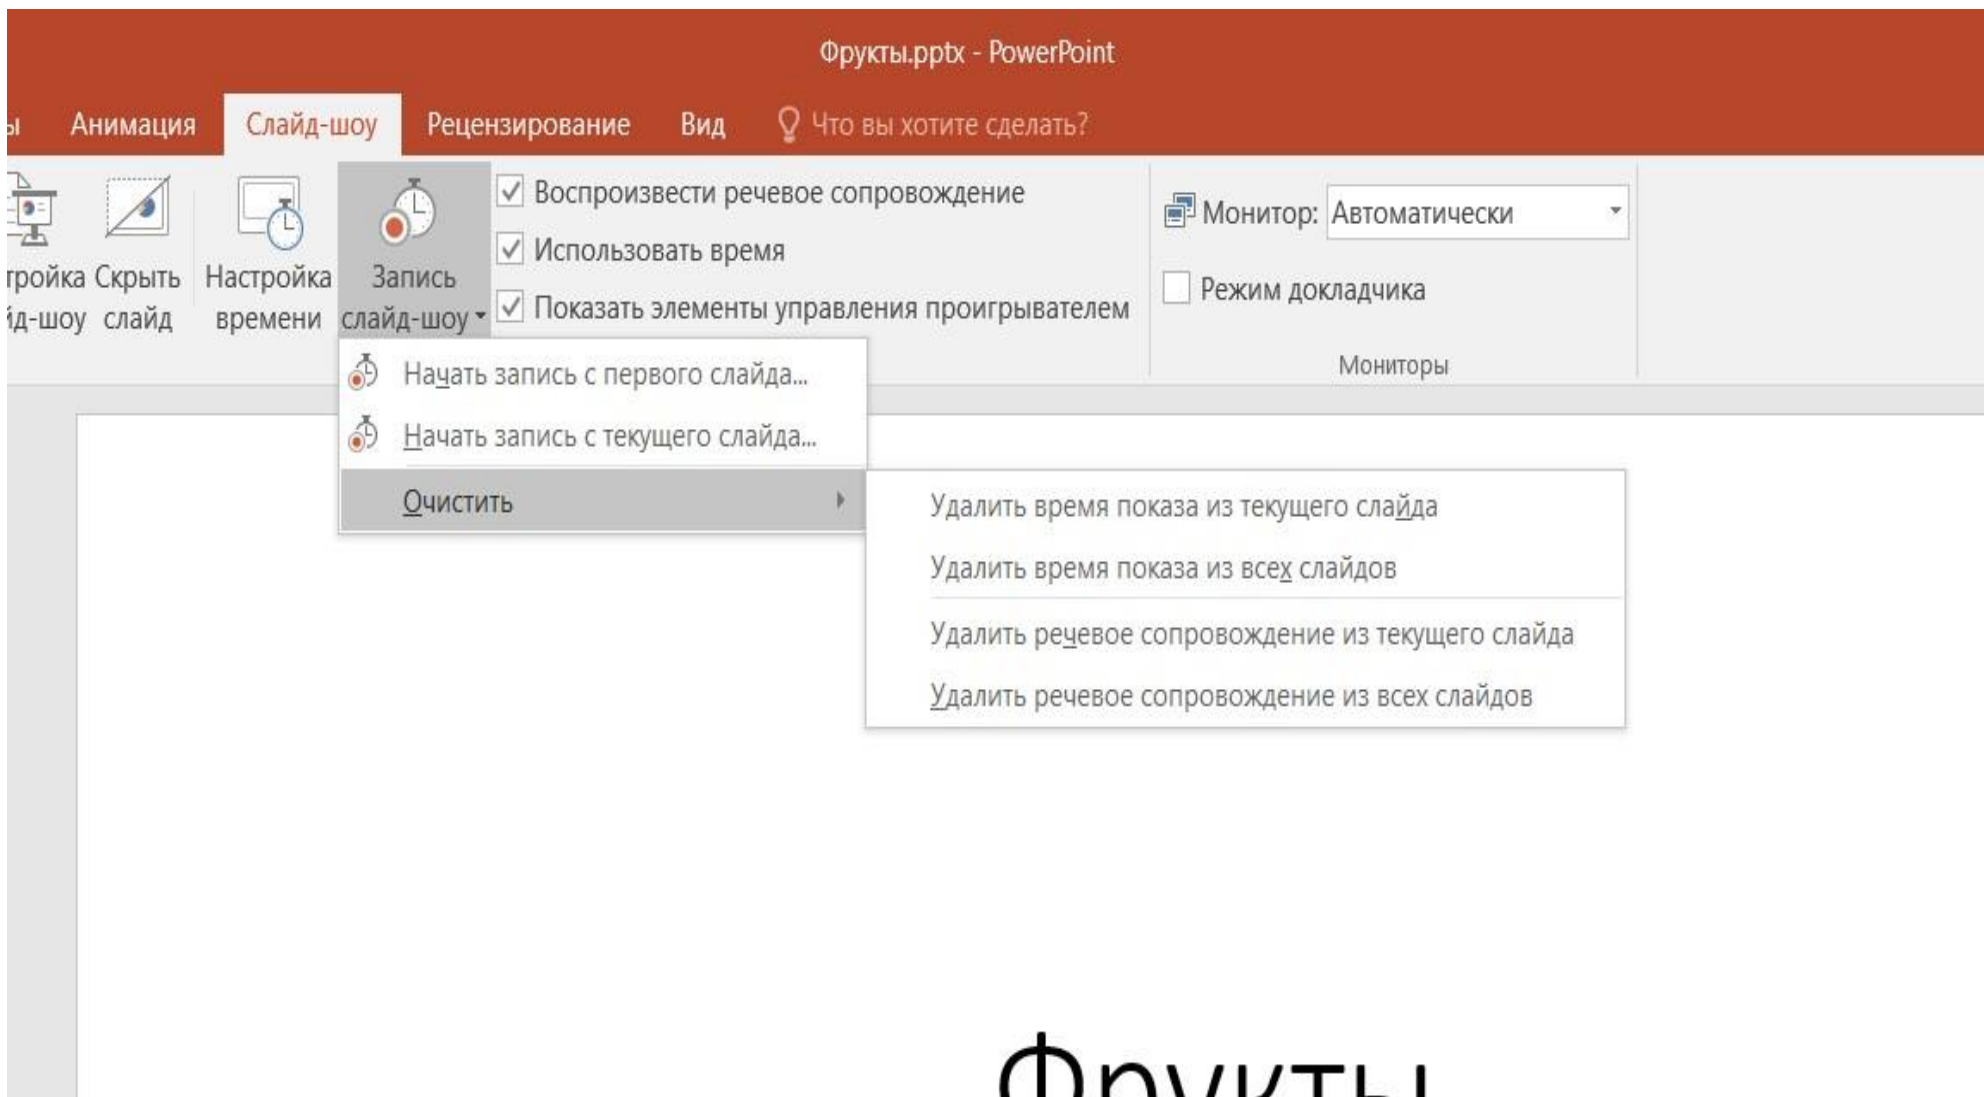 Фрукты.pptx - PowerPoint
ы Анимация Слайд-шоу Рецензирование Вид Что вы хотите сделать?
тройка
йд-шоу
Скрыть
слайд
Настройка
времени
Запись
слайд-шоу
Воспроизвести речевое сопровождение
Использовать время
Показать элементы управления проигрывателем
Монитор: Автоматически
Режим докладчика
Мониторы
Начать запись с первого слайда...
Начать запись с текущего слайда...
Очистить
Удалить время показа из текущего слайда
Удалить время показа из всех слайдов
Удалить речевое сопровождение из текущего слайда
Удалить речевое сопровождение из всех слайдов
Фрукты